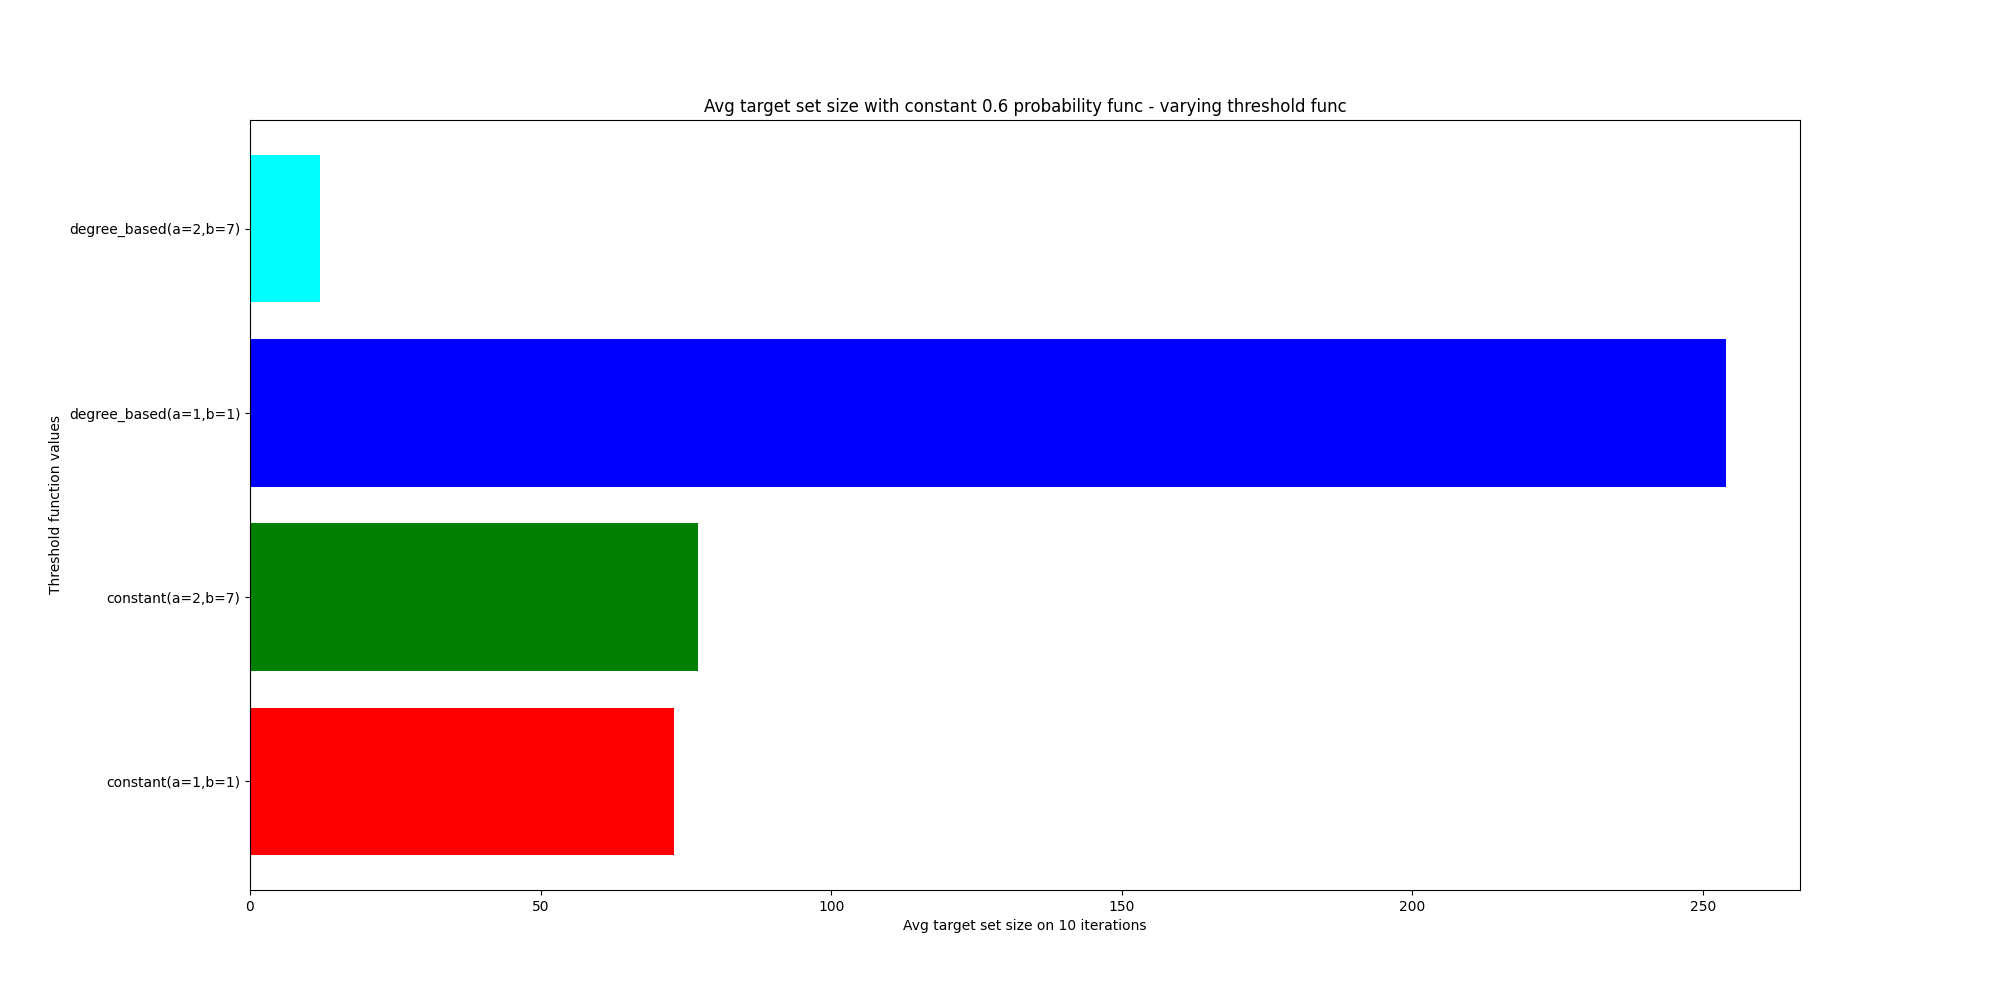 Avg target set size with constant 0.6 probability func - varying threshold func
Threshold function values
degree_based(a=2,b=7)
degree_based(a=1,b=1)
constant(a=2,b=7)
constant(a=1,b=1)
0 50 100 150 200 250
Avg target set size on 10 iterations